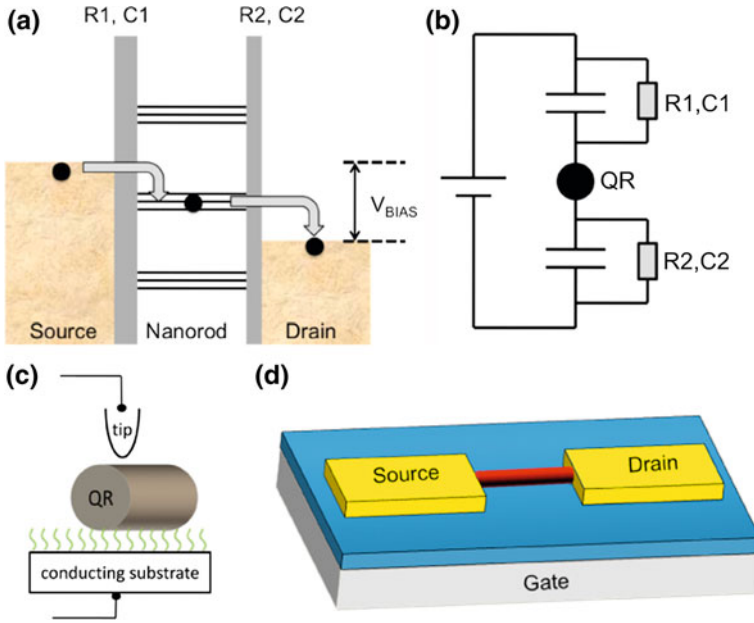 (a)
R1, C1
R2, C2
V_BIAS
Source
Nanorod
Drain
(b)
R1,C1
QR
R2,C2
(c)
tip
QR
conducting substrate
(d)
Source
Drain
Gate